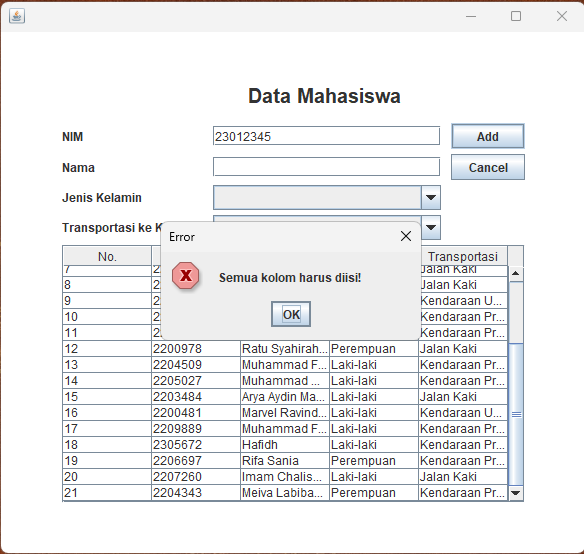 Data Mahasiswa
NIM 23012345 Add
Nama Cancel
Jenis Kelamin
Transportasi ke K
Error
Semua kolom harus diisi!
OK
No. Transportasi
7 2 Jalan Kaki
8 2 Jalan Kaki
9 2 Kendaraan U...
10 2 Kendaraan Pr...
11 2 Kendaraan Pr...
12 2200978 Ratu Syahirah... Perempuan Jalan Kaki
13 2204509 Muhammad F... Laki-laki Kendaraan Pr...
14 2205027 Muhammad ... Laki-laki Kendaraan Pr...
15 2203484 Arya Aydin Ma... Laki-laki Jalan Kaki
16 2200481 Marvel Ravind... Laki-laki Kendaraan U...
17 2209889 Muhammad F... Laki-laki Kendaraan Pr...
18 2305672 Hafidh Laki-laki Kendaraan Pr...
19 2206697 Rifa Sania Perempuan Kendaraan Pr...
20 2207260 Imam Chalis... Laki-laki Jalan Kaki
21 2204343 Meiva Labiba... Perempuan Kendaraan Pr...